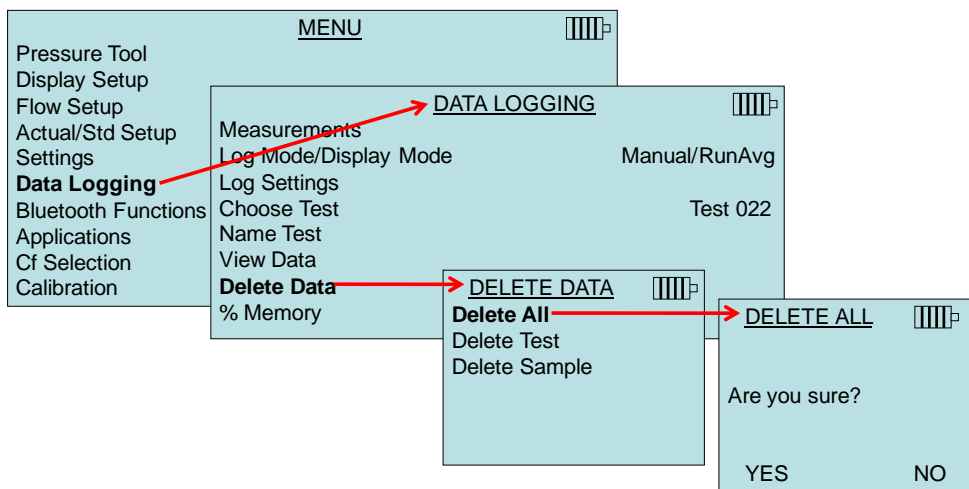 MENU
Pressure Tool
Display Setup
Flow Setup
Actual/Std Setup
Settings
Data Logging
Bluetooth Functions
Applications
Cf Selection
Calibration
DATA LOGGING
Measurements
Log Mode/Display Mode Manual/RunAvg
Log Settings
Choose Test Test 022
Name Test
View Data
Delete Data
% Memory
DELETE DATA
Delete All
Delete Test
Delete Sample
DELETE ALL
Are you sure?
YES NO